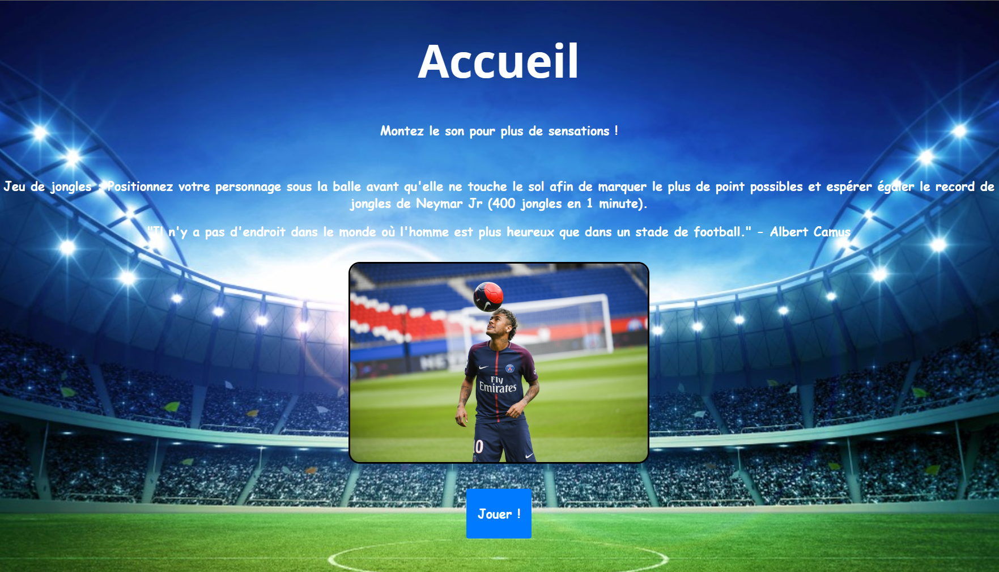 Accueil
Montez le son pour plus de sensations !
Jeu de jongles : Positionnez votre personnage sous la balle avant qu'elle ne touche le sol afin de marquer le plus de point possibles et espérer égaler le record de
jongles de Neymar Jr (400 jongles en 1 minute).
"Il n'y a pas d'endroit dans le monde où l'homme est plus heureux que dans un stade de football." - Albert Camus
Fly
Emirates
10
Jouer !